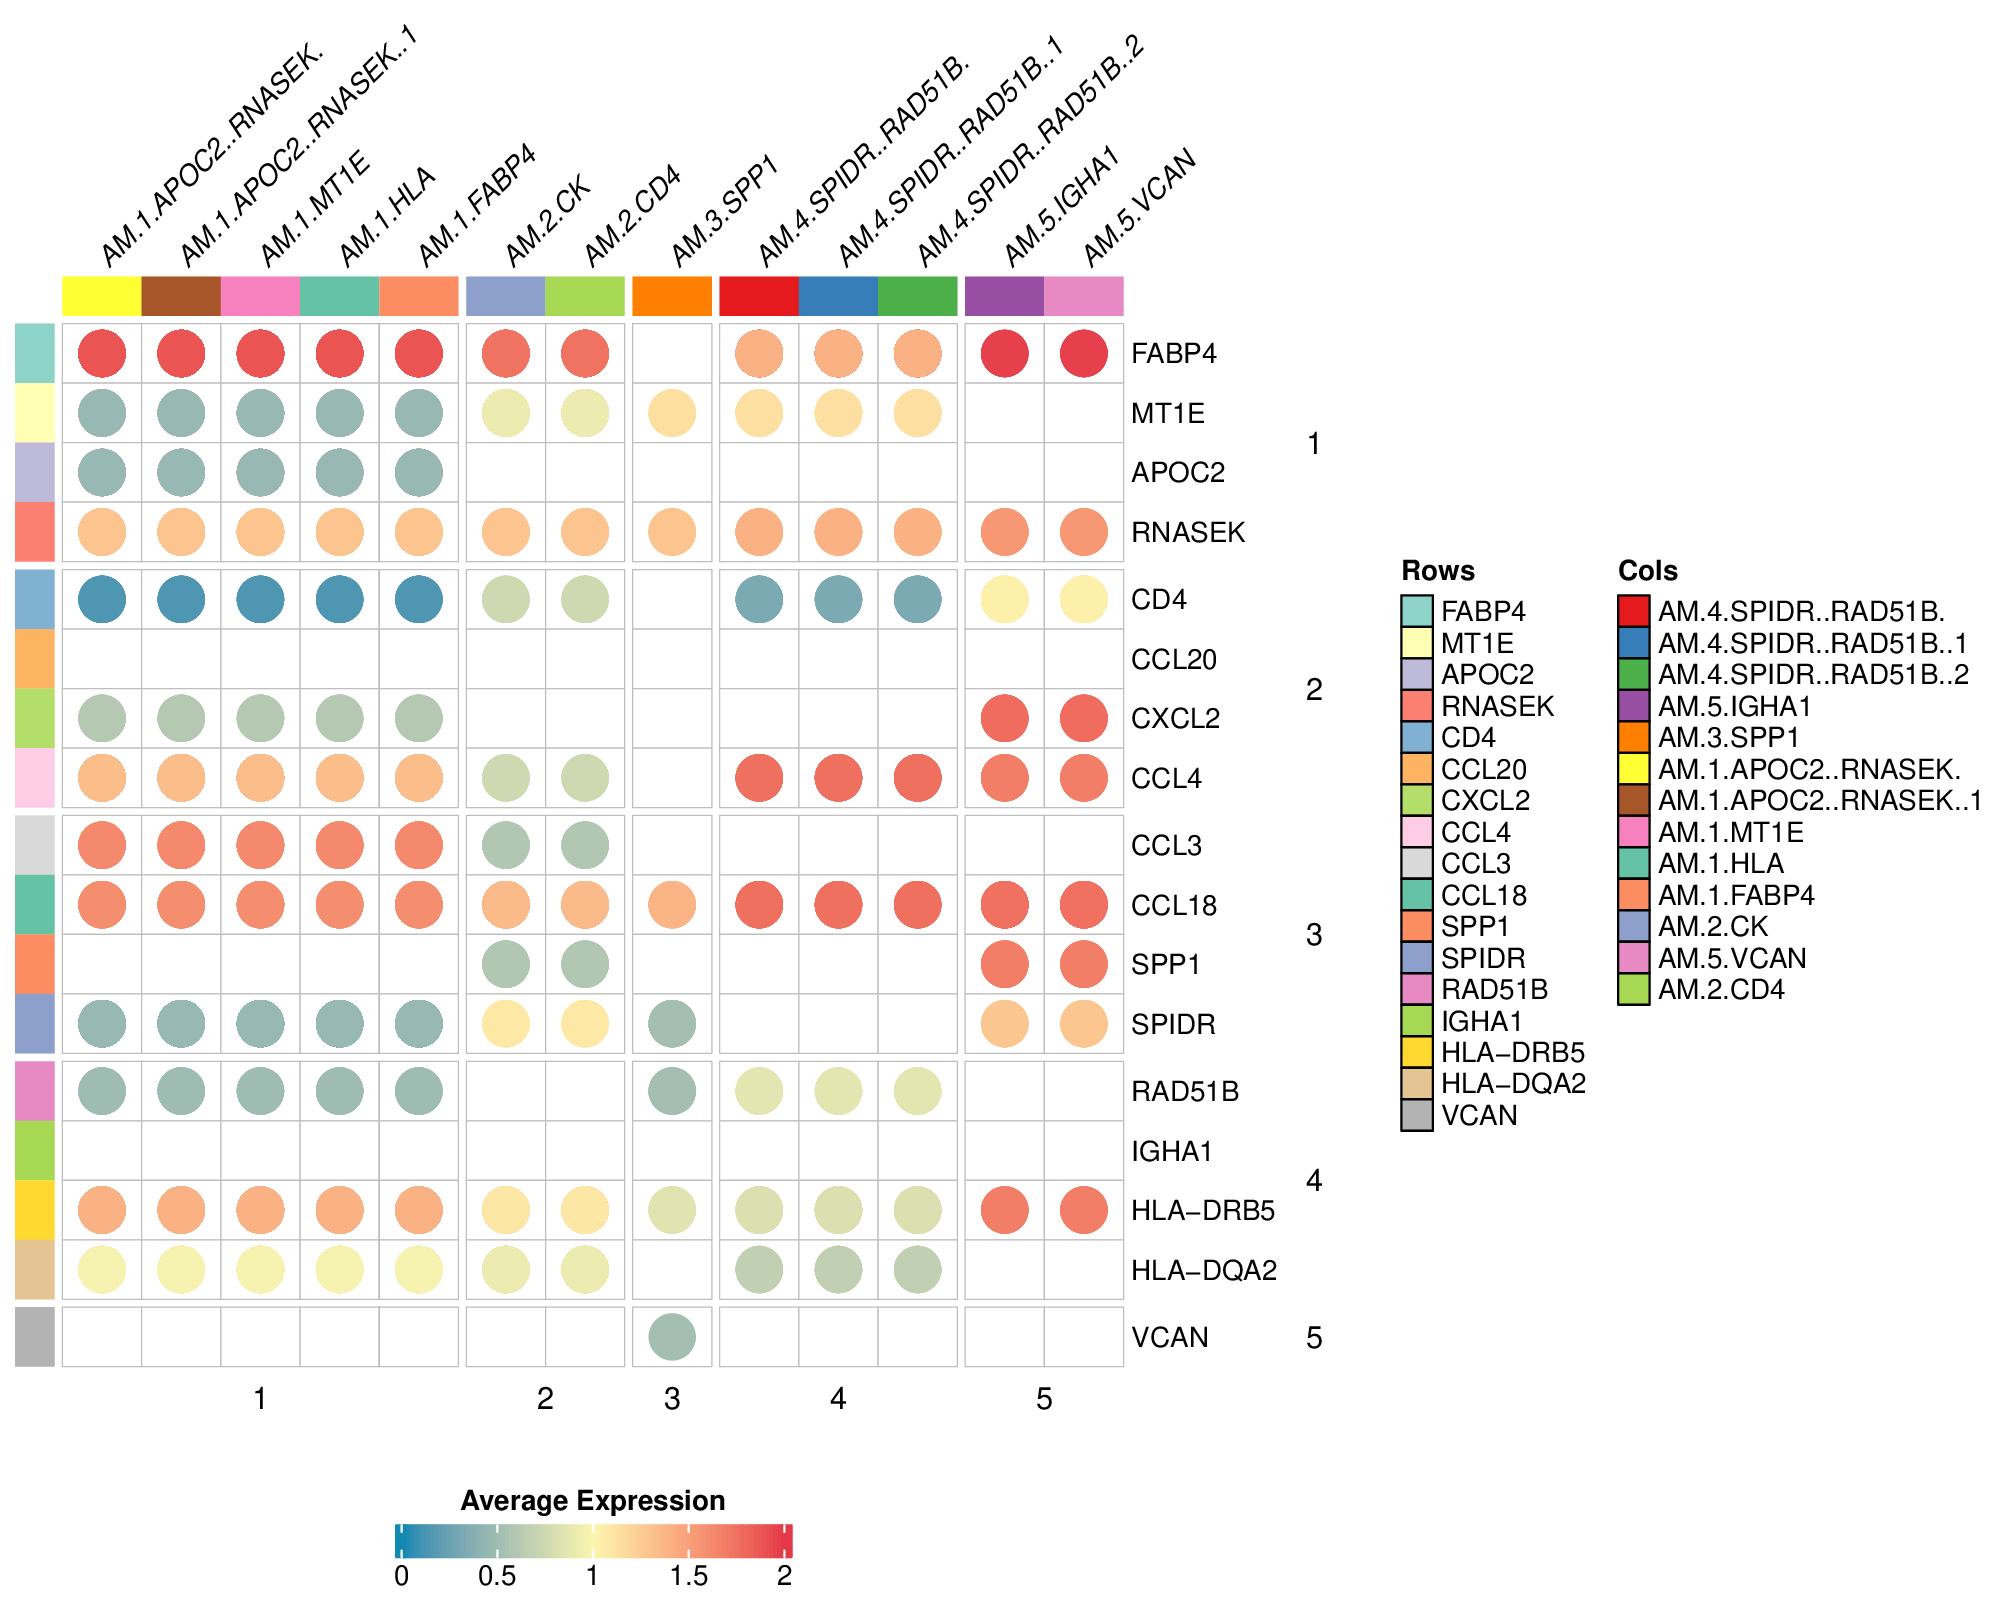 AM.1.APOC2..RNASEK.
AM.1.APOC2..RNASEK..1
AM.1.MT1E
AM.1.HLA
AM.1.FABP4
AM.2.CK
AM.2.CD4
AM.3.SPP1
AM.4.SPIDR..RAD51B.
AM.4.SPIDR..RAD51B..1
AM.4.SPIDR..RAD51B..2
AM.5.IGHA1
AM.5.VCAN
FABP4
MT1E
APOC2
RNASEK
CD4
CCL20
CXCL2
CCL4
CCL3
CCL18
SPP1
SPIDR
RAD51B
IGHA1
HLA−DRB5
HLA−DQA2
VCAN
1
2
3
4
5
1 2 3 4 5
Average Expression
0 0.5 1 1.5 2
Rows
FABP4
MT1E
APOC2
RNASEK
CD4
CCL20
CXCL2
CCL4
CCL3
CCL18
SPP1
SPIDR
RAD51B
IGHA1
HLA−DRB5
HLA−DQA2
VCAN
Cols
AM.4.SPIDR..RAD51B.
AM.4.SPIDR..RAD51B..1
AM.4.SPIDR..RAD51B..2
AM.5.IGHA1
AM.3.SPP1
AM.1.APOC2..RNASEK.
AM.1.APOC2..RNASEK..1
AM.1.MT1E
AM.1.HLA
AM.1.FABP4
AM.2.CK
AM.5.VCAN
AM.2.CD4